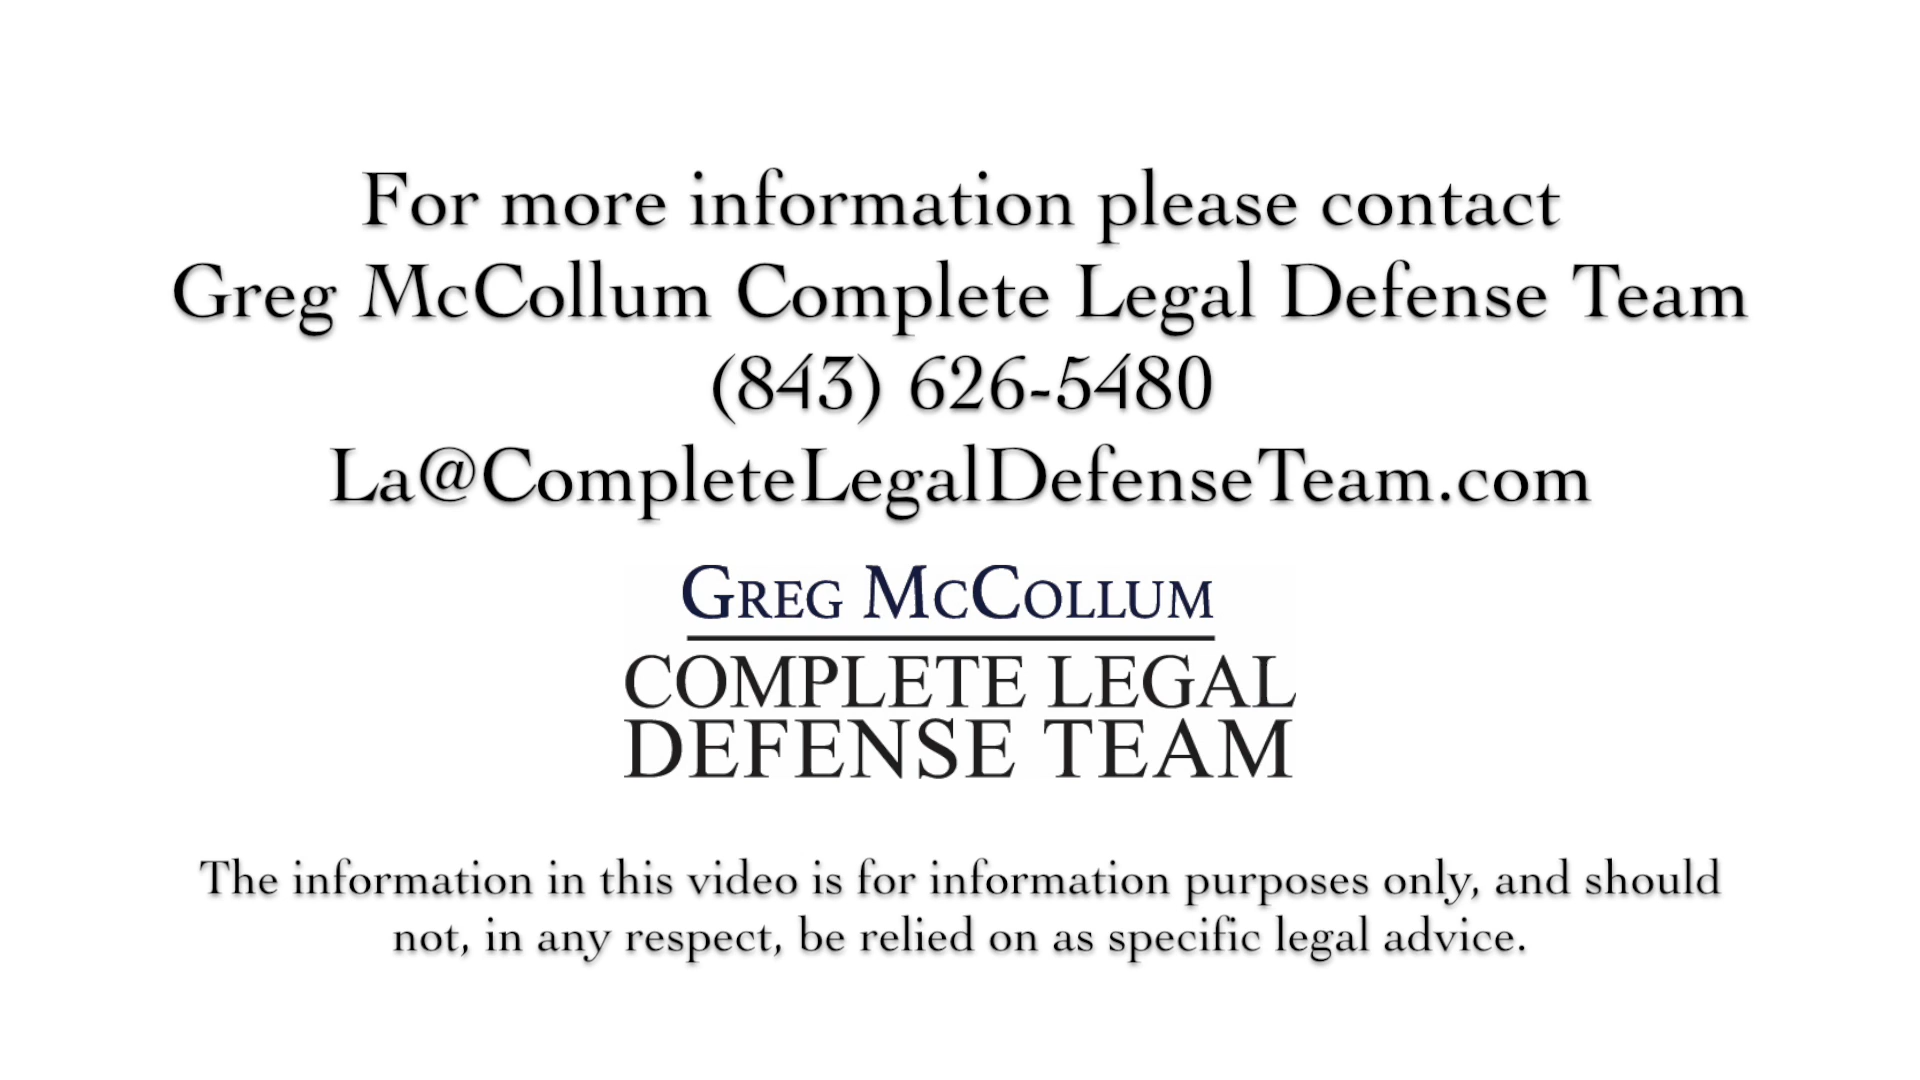 For more information please contact
Greg McCollum Complete Legal Defense Team
(843) 626-5480
La@CompleteLegalDefenseTeam.com
GREG MCCOLLUM
COMPLETE LEGAL
DEFENSE TEAM
The information in this video is for information purposes only, and should
not, in any respect, be relied on as specific legal advice.